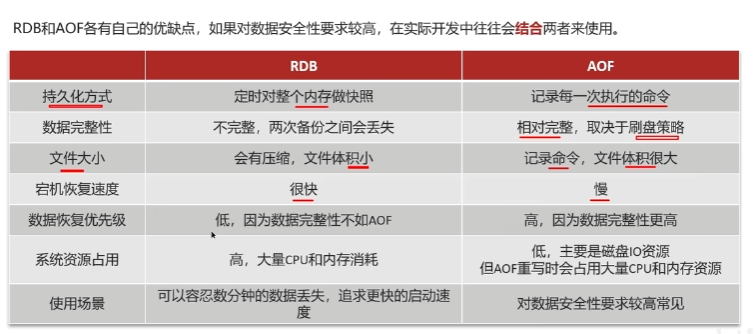 RDB和AOF各有自己的优缺点，如果对数据安全性要求较高，在实际开发中往往会结合两者来使用。
RDB AOF
持久化方式 定时对整个内存做快照 记录每一次执行的命令
数据完整性 不完整，两次备份之间会丢失 相对完整，取决于刷盘策略
文件大小 会有压缩，文件体积小 记录命令，文件体积很大
宕机恢复速度 很快 慢
数据恢复优先级 低，因为数据完整性不如AOF 高，因为数据完整性更高
系统资源占用 高，大量CPU和内存消耗 低，主要是磁盘IO资源
但AOF重写时会占用大量CPU和内存资源
使用场景 可以容忍数分钟的数据丢失，追求更快的启动速 对数据安全性要求较高常见
度